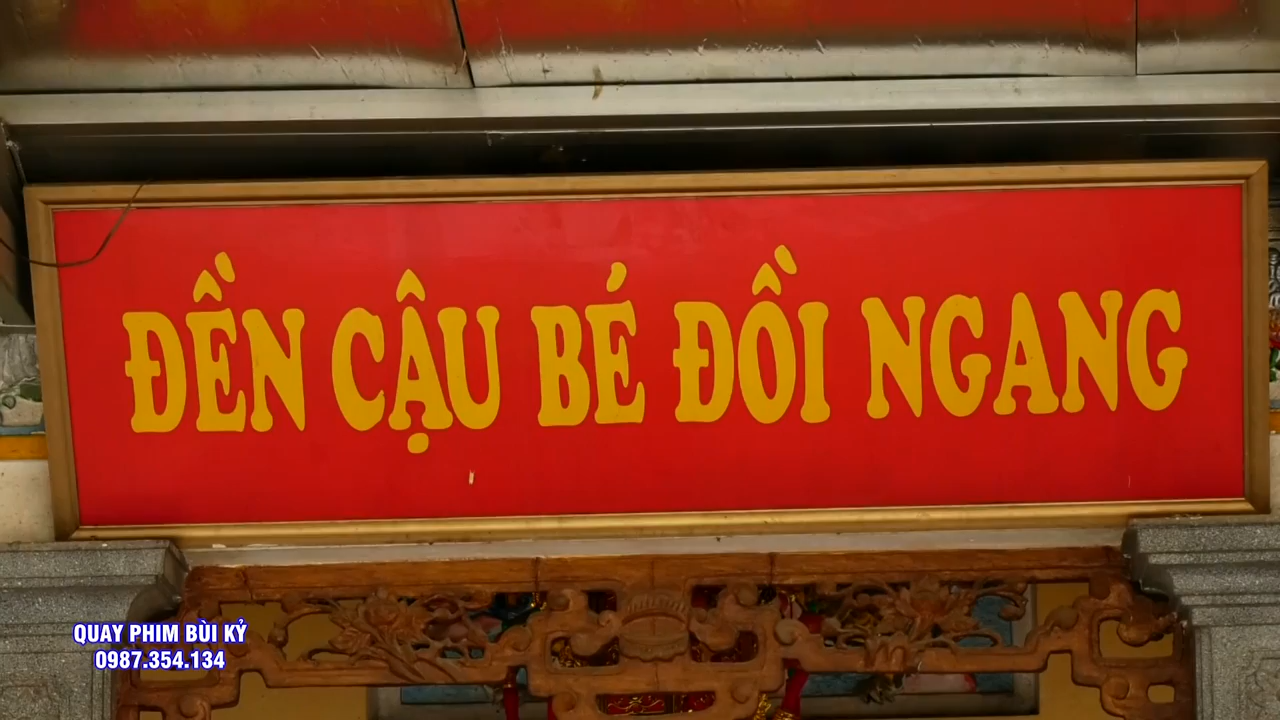 ĐỀN CẬU BÉ ĐỒI NGANG
QUAY PHIM BÙI KỶ
0987.354.134